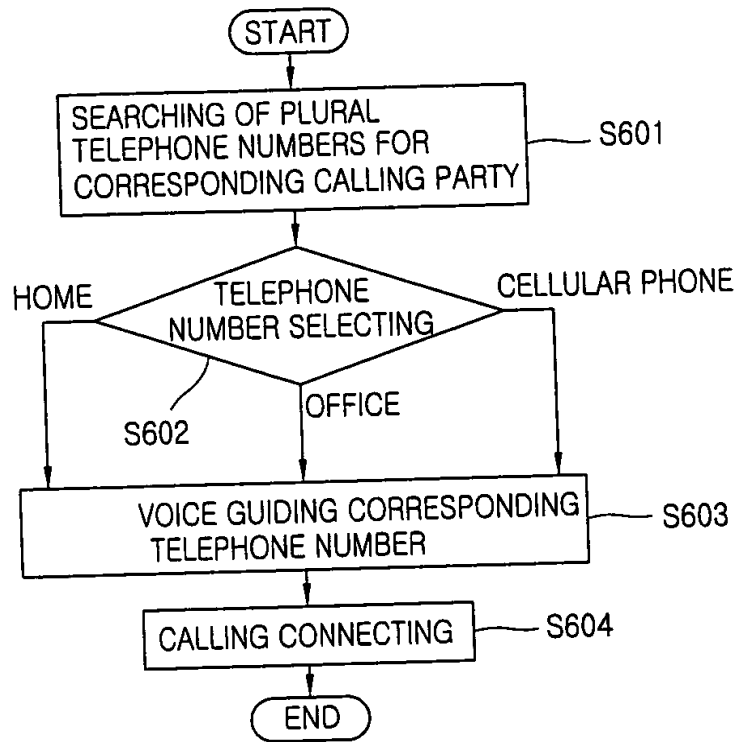 START
SEARCHING OF PLURAL
TELEPHONE NUMBERS FOR
CORRESPONDING CALLING PARTY
S601
HOME
TELEPHONE
NUMBER SELECTING
CELLULAR PHONE
S602
OFFICE
VOICE GUIDING CORRESPONDING
TELEPHONE NUMBER
S603
CALLING CONNECTING
S604
END